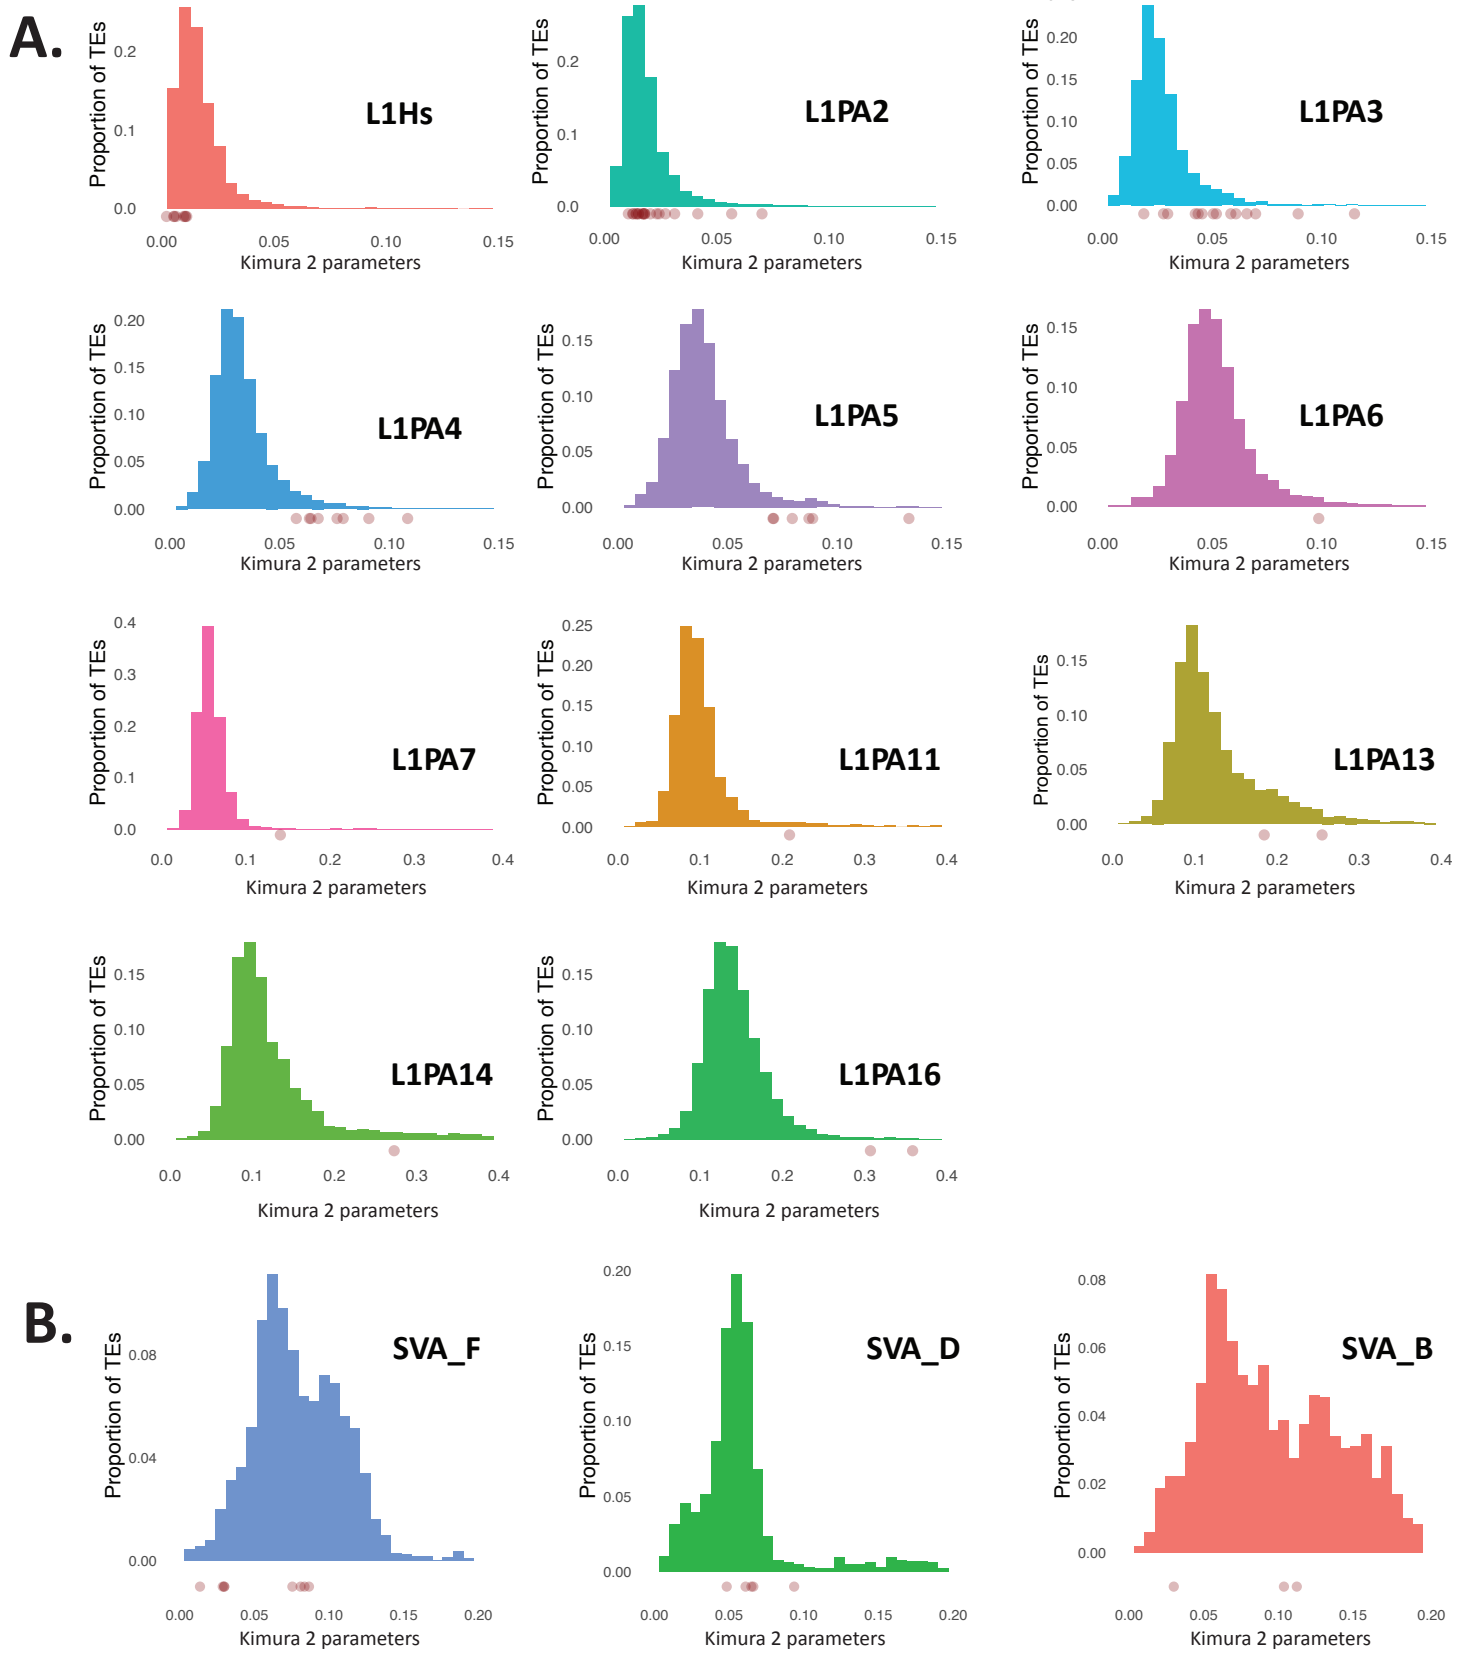 A.
Proportion of TEs
0.2
0.1
0.0
L1Hs
0.00 0.05 0.10 0.15
Kimura 2 parameters
Proportion of TEs
0.2
0.1
0.0
L1PA2
0.00 0.05 0.10 0.15
Kimura 2 parameters
Proportion of TEs
0.20
0.15
0.10
0.05
0.00
L1PA3
0.00 0.05 0.10 0.15
Kimura 2 parameters
Proportion of TEs
0.20
0.15
0.10
0.05
0.00
L1PA4
0.00 0.05 0.10 0.15
Kimura 2 parameters
Proportion of TEs
0.15
0.10
0.05
0.00
L1PA5
0.00 0.05 0.10 0.15
Kimura 2 parameters
Proportion of TEs
0.15
0.10
0.05
0.00
L1PA6
0.00 0.05 0.10 0.15
Kimura 2 parameters
Proportion of TEs
0.4
0.3
0.2
0.1
0.0
L1PA7
0.0 0.1 0.2 0.3 0.4
Kimura 2 parameters
Proportion of TEs
0.25
0.20
0.15
0.10
0.05
0.00
L1PA11
0.0 0.1 0.2 0.3 0.4
Kimura 2 parameters
Proportion of TEs
0.15
0.10
0.05
0.00
L1PA13
0.0 0.1 0.2 0.3 0.4
Kimura 2 parameters
Proportion of TEs
0.15
0.10
0.05
0.00
L1PA14
0.0 0.1 0.2 0.3 0.4
Kimura 2 parameters
Proportion of TEs
0.15
0.10
0.05
0.00
L1PA16
0.0 0.1 0.2 0.3 0.4
Kimura 2 parameters
B.
Proportion of TEs
0.08
0.04
0.00
SVA_F
0.00 0.05 0.10 0.15 0.20
Kimura 2 parameters
Proportion of TEs
0.20
0.15
0.10
0.05
0.00
SVA_D
0.00 0.05 0.10 0.15 0.20
Kimura 2 parameters
Proportion of TEs
0.08
0.06
0.04
0.02
0.00
SVA_B
0.00 0.05 0.10 0.15 0.20
Kimura 2 parameters